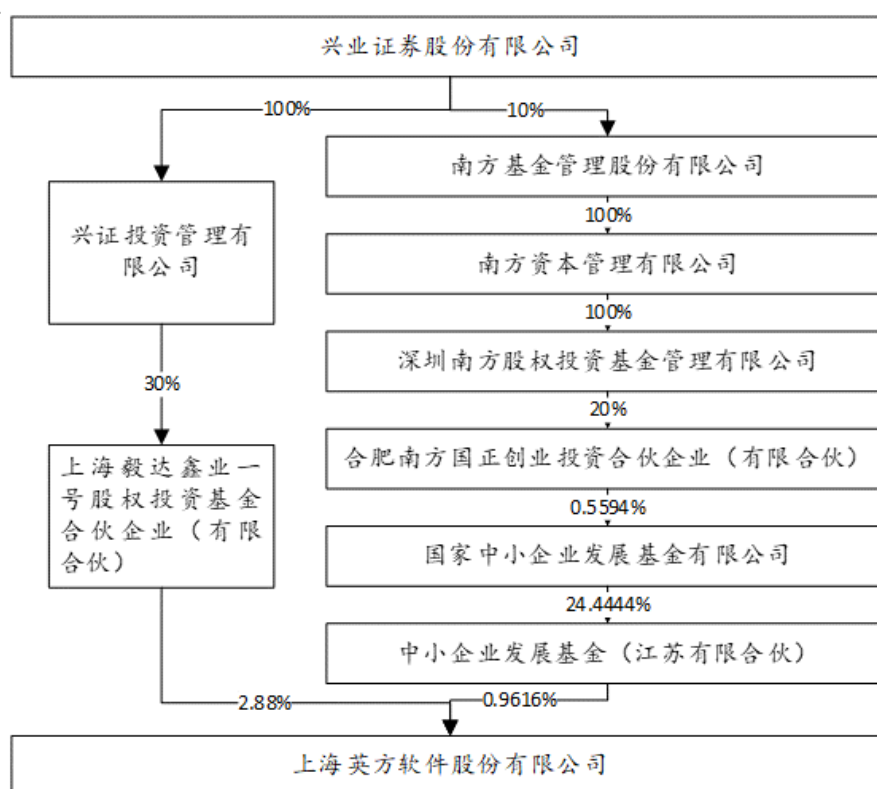 兴业证券股份有限公司
100%
10%
南方基金管理股份有限公司
100%
兴证投资管理有
限公司
南方资本管理有限公司
100%
深圳南方股权投资基金管理有限公司
30%
20%
上海毅达鑫业一
号股权投资基金
合伙企业（有限
合伙）
合肥南方国正创业投资合伙企业（有限合伙）
0.5594%
国家中小企业发展基金有限公司
24.4444%
中小企业发展基金（江苏有限合伙）
2.88%
0.9616%
上海英方软件股份有限公司